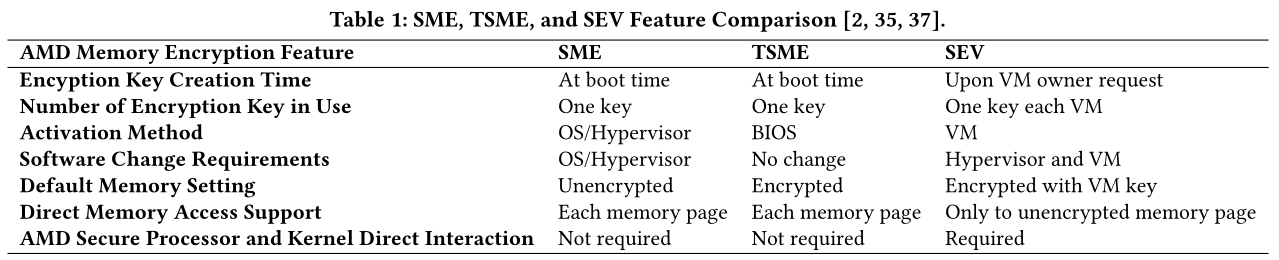 Table 1: SME, TSME, and SEV Feature Comparison [2, 35, 37].
AMD Memory Encryption Feature SME TSME SEV
Encyption Key Creation Time At boot time At boot time Upon VM owner request
Number of Encryption Key in Use One key One key One key each VM
Activation Method OS/Hypervisor BIOS VM
Software Change Requirements OS/Hypervisor No change Hypervisor and VM
Default Memory Setting Unencrypted Encrypted Encrypted with VM key
Direct Memory Access Support Each memory page Each memory page Only to unencrypted memory page
AMD Secure Processor and Kernel Direct Interaction Not required Not required Required